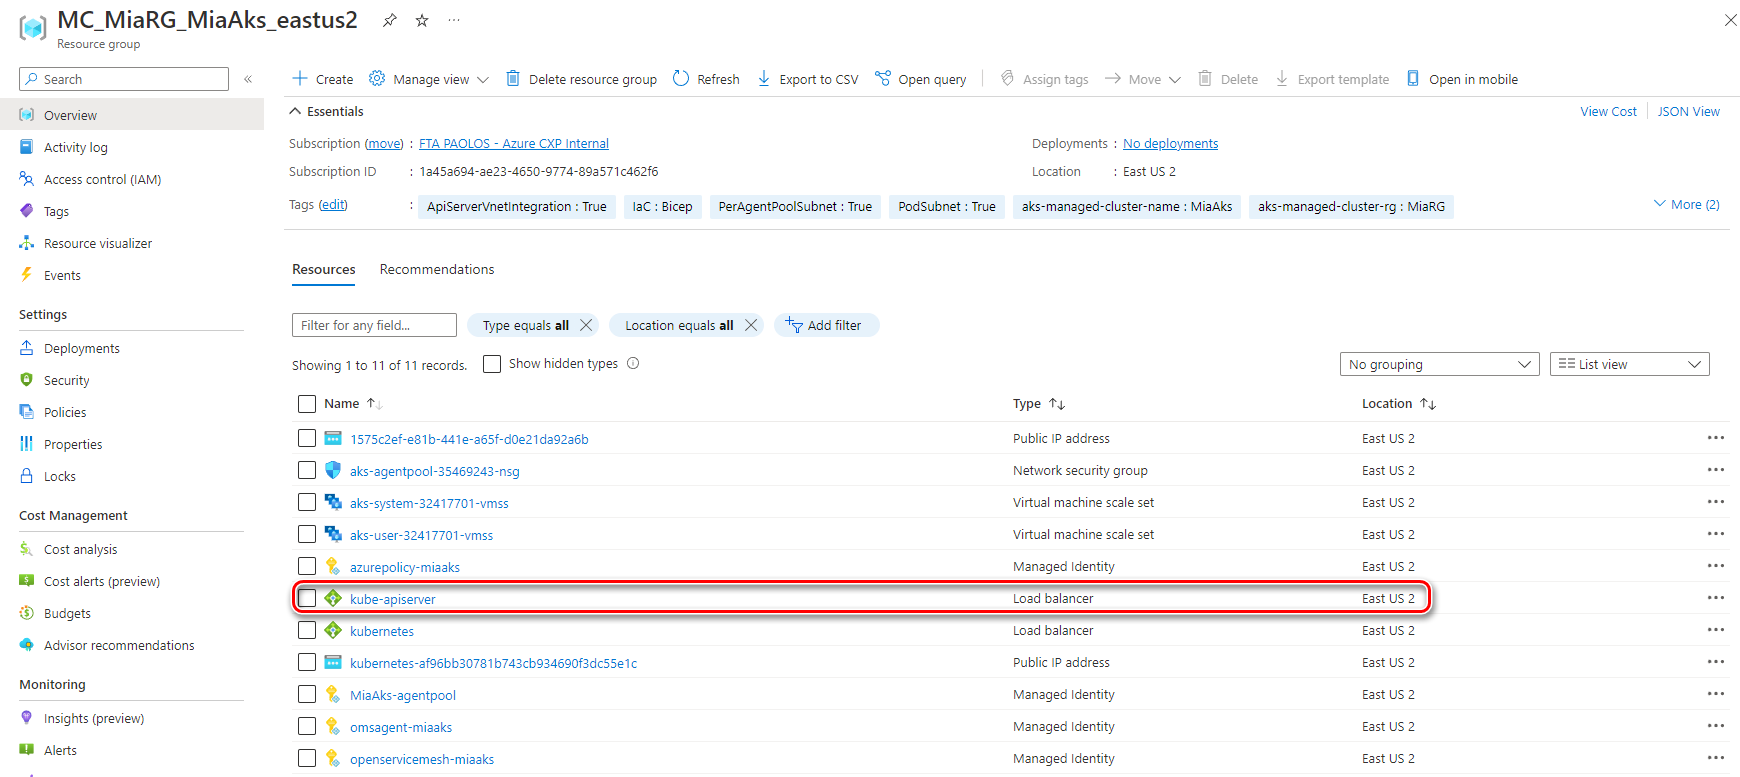 MC_MiaRG_MiaAks_eastus2
Resource group
Search
Overview
Activity log
Access control (IAM)
Tags
Resource visualizer
Events
Settings
Deployments
Security
Policies
Properties
Locks
Cost Management
Cost analysis
Cost alerts (preview)
Budgets
Advisor recommendations
Monitoring
Insights (preview)
Alerts
Create Manage view Delete resource group Refresh Export to CSV Open query Assign tags Move Delete Export template Open in mobile
Essentials View Cost JSON View
Subscription (move) : FTA PAOLOS - Azure CXP Internal Deployments : No deployments
Subscription ID : 1a45a694-ae23-4650-9774-89a571c462f6 Location : East US 2
Tags (edit) : ApiServerVnetIntegration : True IaC : Bicep PerAgentPoolSubnet : True PodSubnet : True aks-managed-cluster-name : MiaAks aks-managed-cluster-rg : MiaRG More (2)
Resources Recommendations
Filter for any field... Type equals all Location equals all Add filter
Showing 1 to 11 of 11 records. Show hidden types No grouping List view
Name Type Location
1575c2ef-e81b-441e-a65f-d0e21da92a6b Public IP address East US 2
aks-agentpool-35469243-nsg Network security group East US 2
aks-system-32417701-vmss Virtual machine scale set East US 2
aks-user-32417701-vmss Virtual machine scale set East US 2
azurepolicy-miaaks Managed Identity East US 2
kube-apiserver Load balancer East US 2
kubernetes Load balancer East US 2
kubernetes-af96bb30781b743cb934690f3dc55e1c Public IP address East US 2
MiaAks-agentpool Managed Identity East US 2
omsagent-miaaks Managed Identity East US 2
openservicemesh-miaaks Managed Identity East US 2